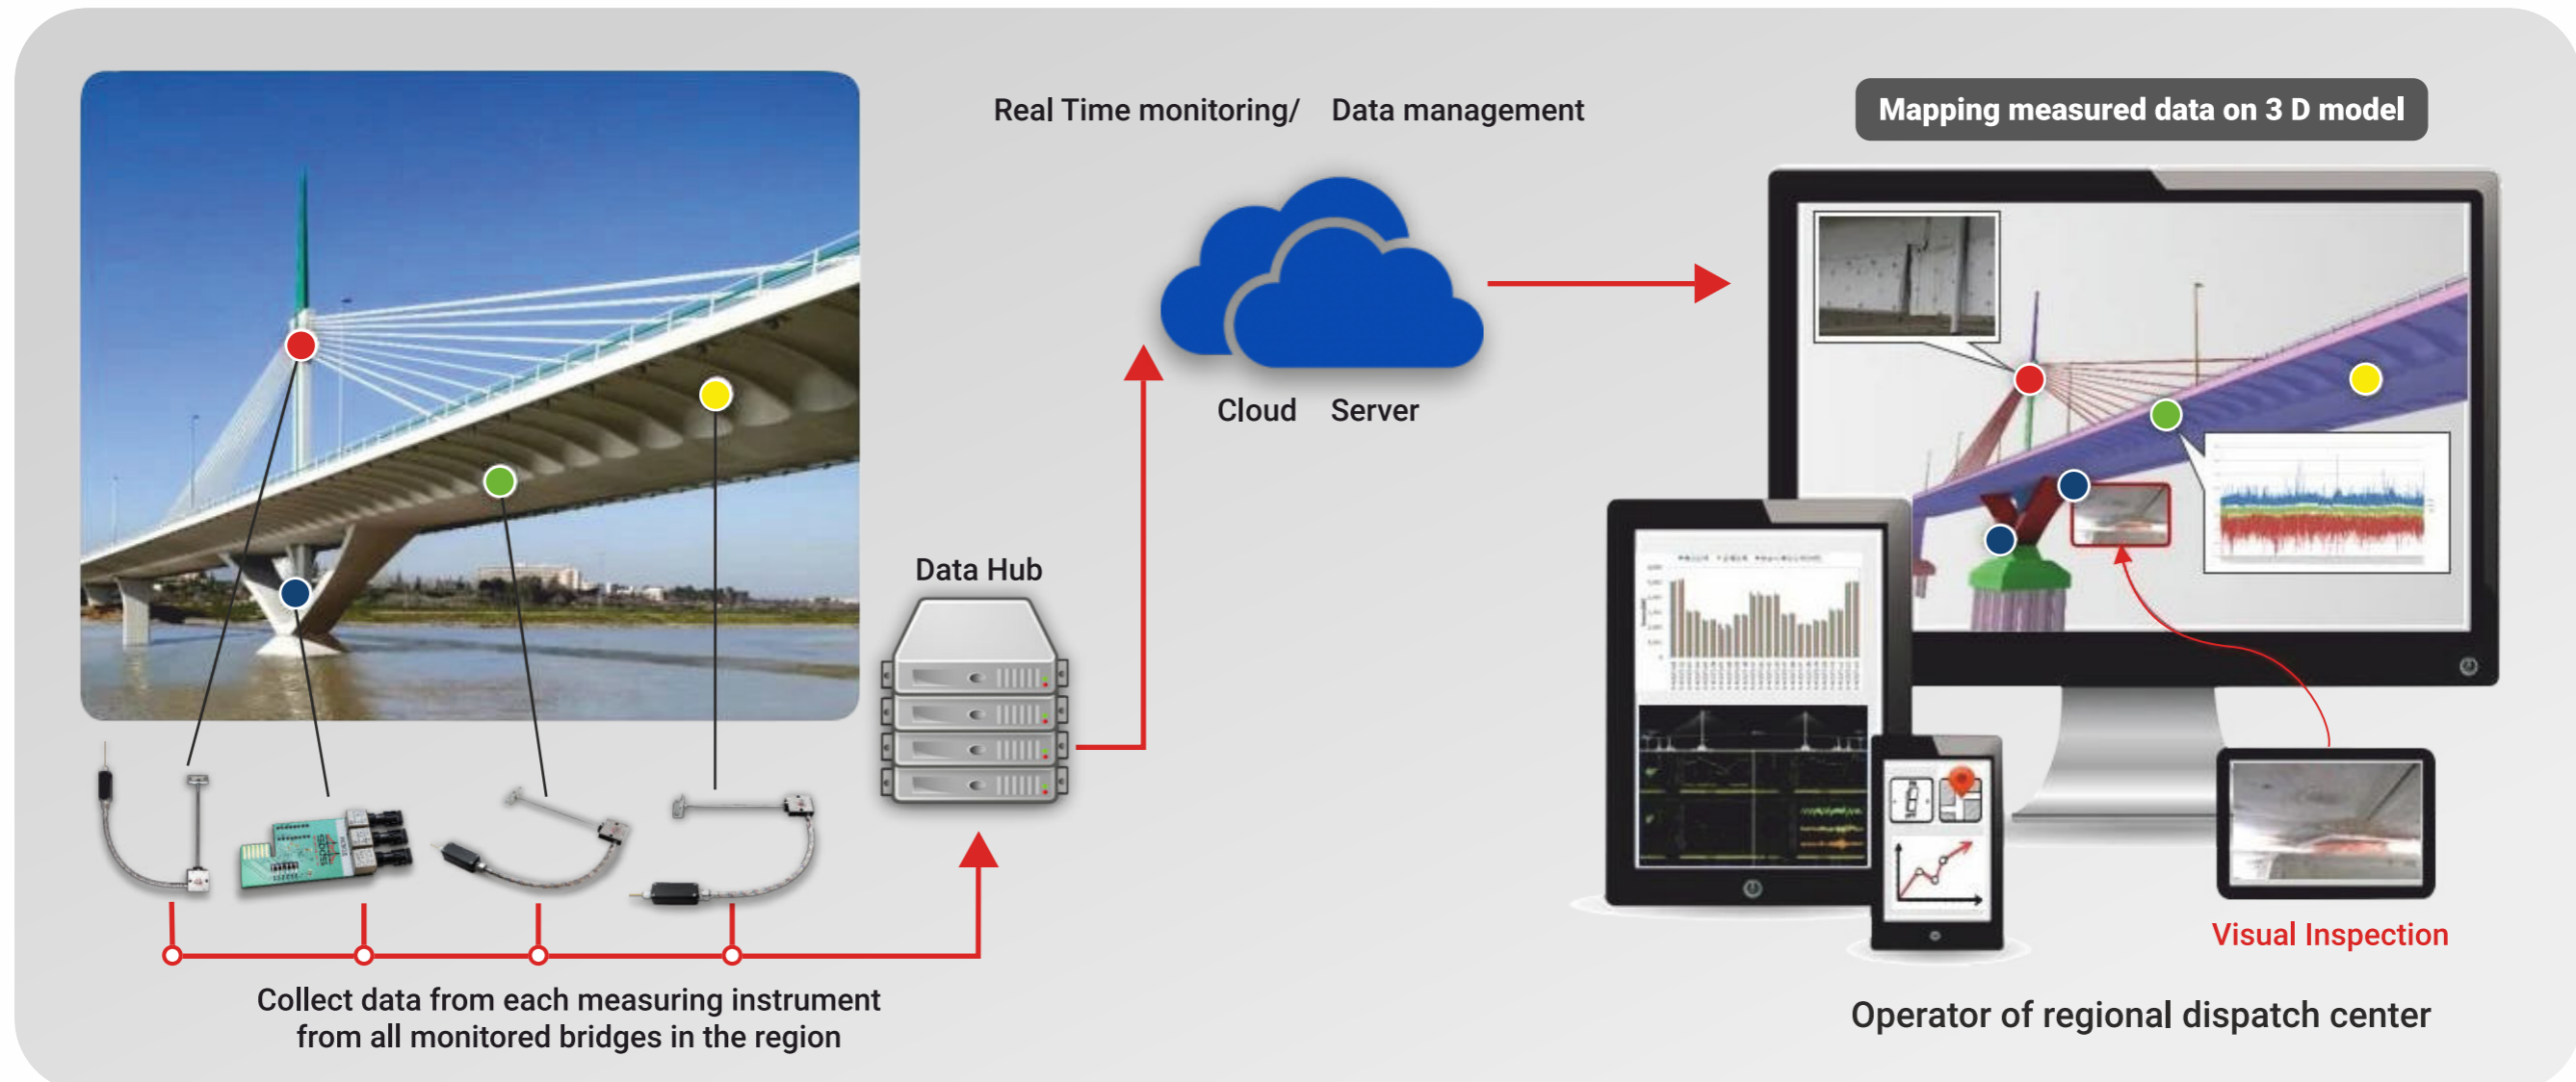 Real Time monitoring/ Data management
Mapping measured data on 3 D model
Cloud Server
Data Hub
Collect data from each measuring instrument
from all monitored bridges in the region
Visual Inspection
Operator of regional dispatch center